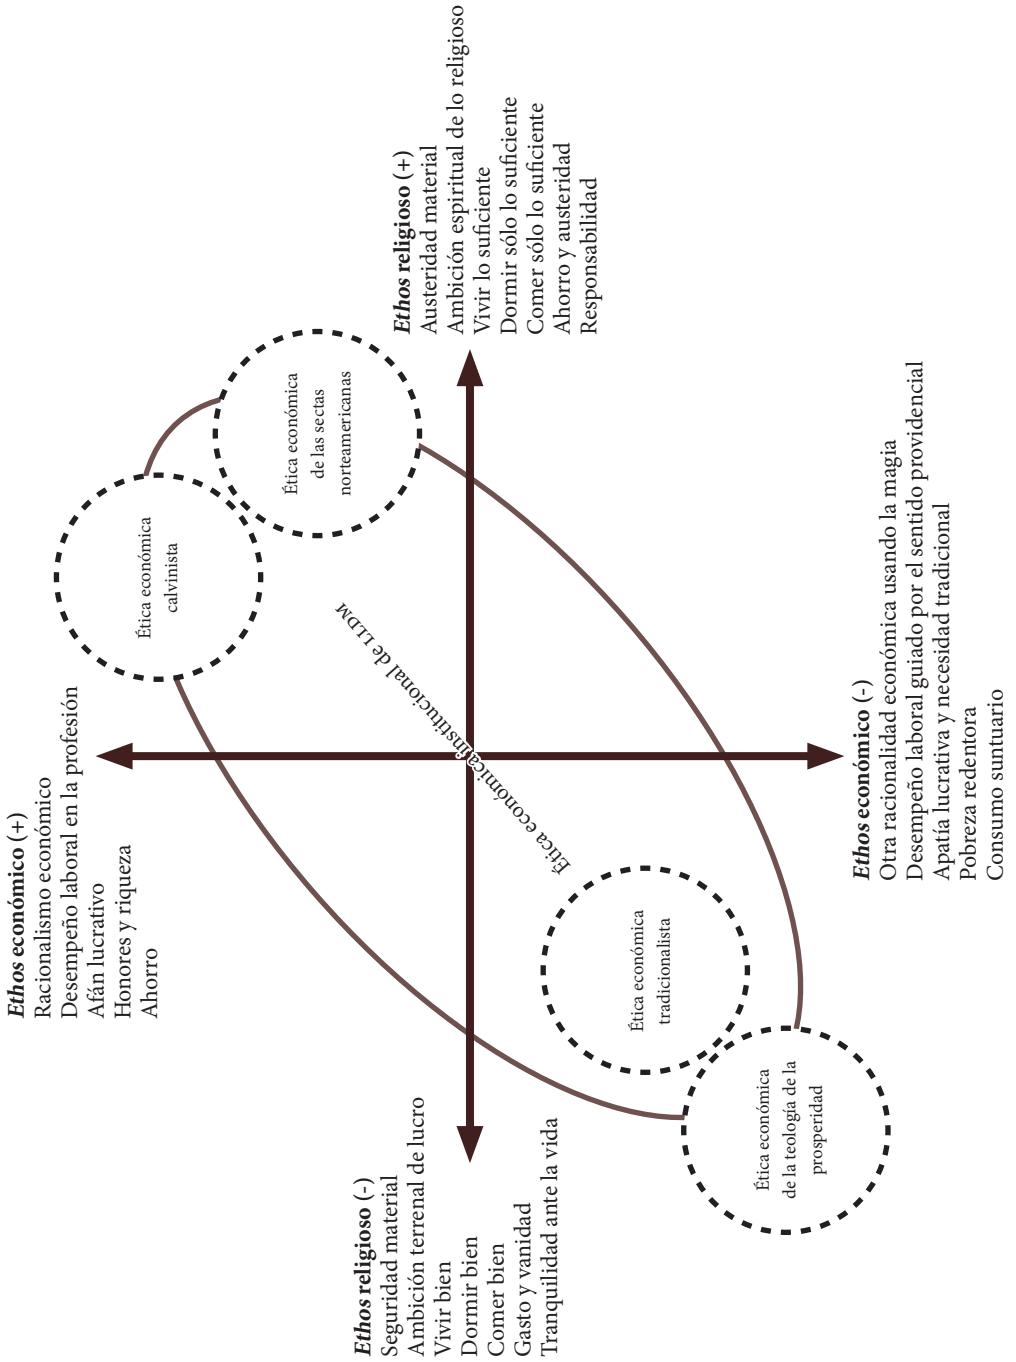 Ethos económico (+)
Racionalismo económico
Desempeño laboral en la profesión
Afán lucrativo
Honores y riqueza
Ahorro
Ética económica
calvinista
Ética económica
de las sectas
norteamericanas
Ethos religioso (-)
Seguridad material
Ambición terrenal de lucro
Vivir bien
Dormir bien
Comer bien
Gasto y vanidad
Tranquilidad ante la vida
Ética económica institucional de LLDM
Ethos religioso (+)
Austeridad material
Ambición espiritual de lo religioso
Vivir lo suficiente
Dormir sólo lo suficiente
Comer sólo lo suficiente
Ahorro y austeridad
Responsabilidad
Ética económica
tradicionalista
Ética económica
de la teología de la
prosperidad
Ethos económico (-)
Otra racionalidad económica usando la magia
Desempeño laboral guiado por el sentido providencial
Apatía lucrativa y necesidad tradicional
Pobreza redentora
Consumo suntuario